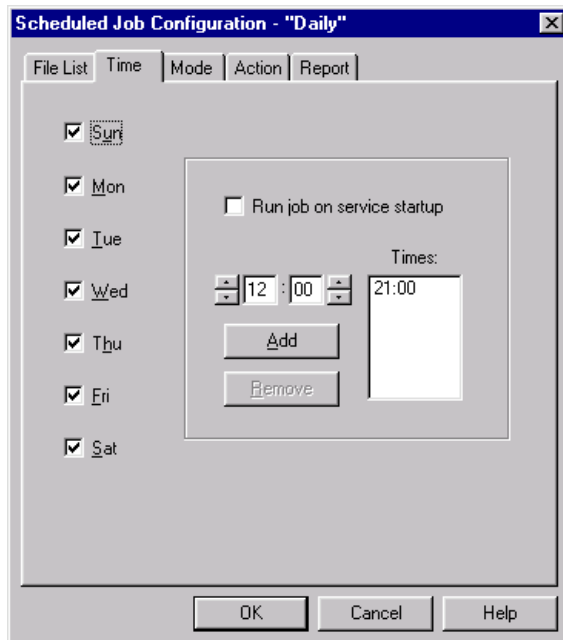 Scheduled Job Configuration - "Daily"
File List Time Mode Action Report
Sun
Mon
Tue
Wed
Thu
Fri
Sat
Run job on service startup
Times:
12 : 00
21:00
Add
Remove
OK Cancel Help